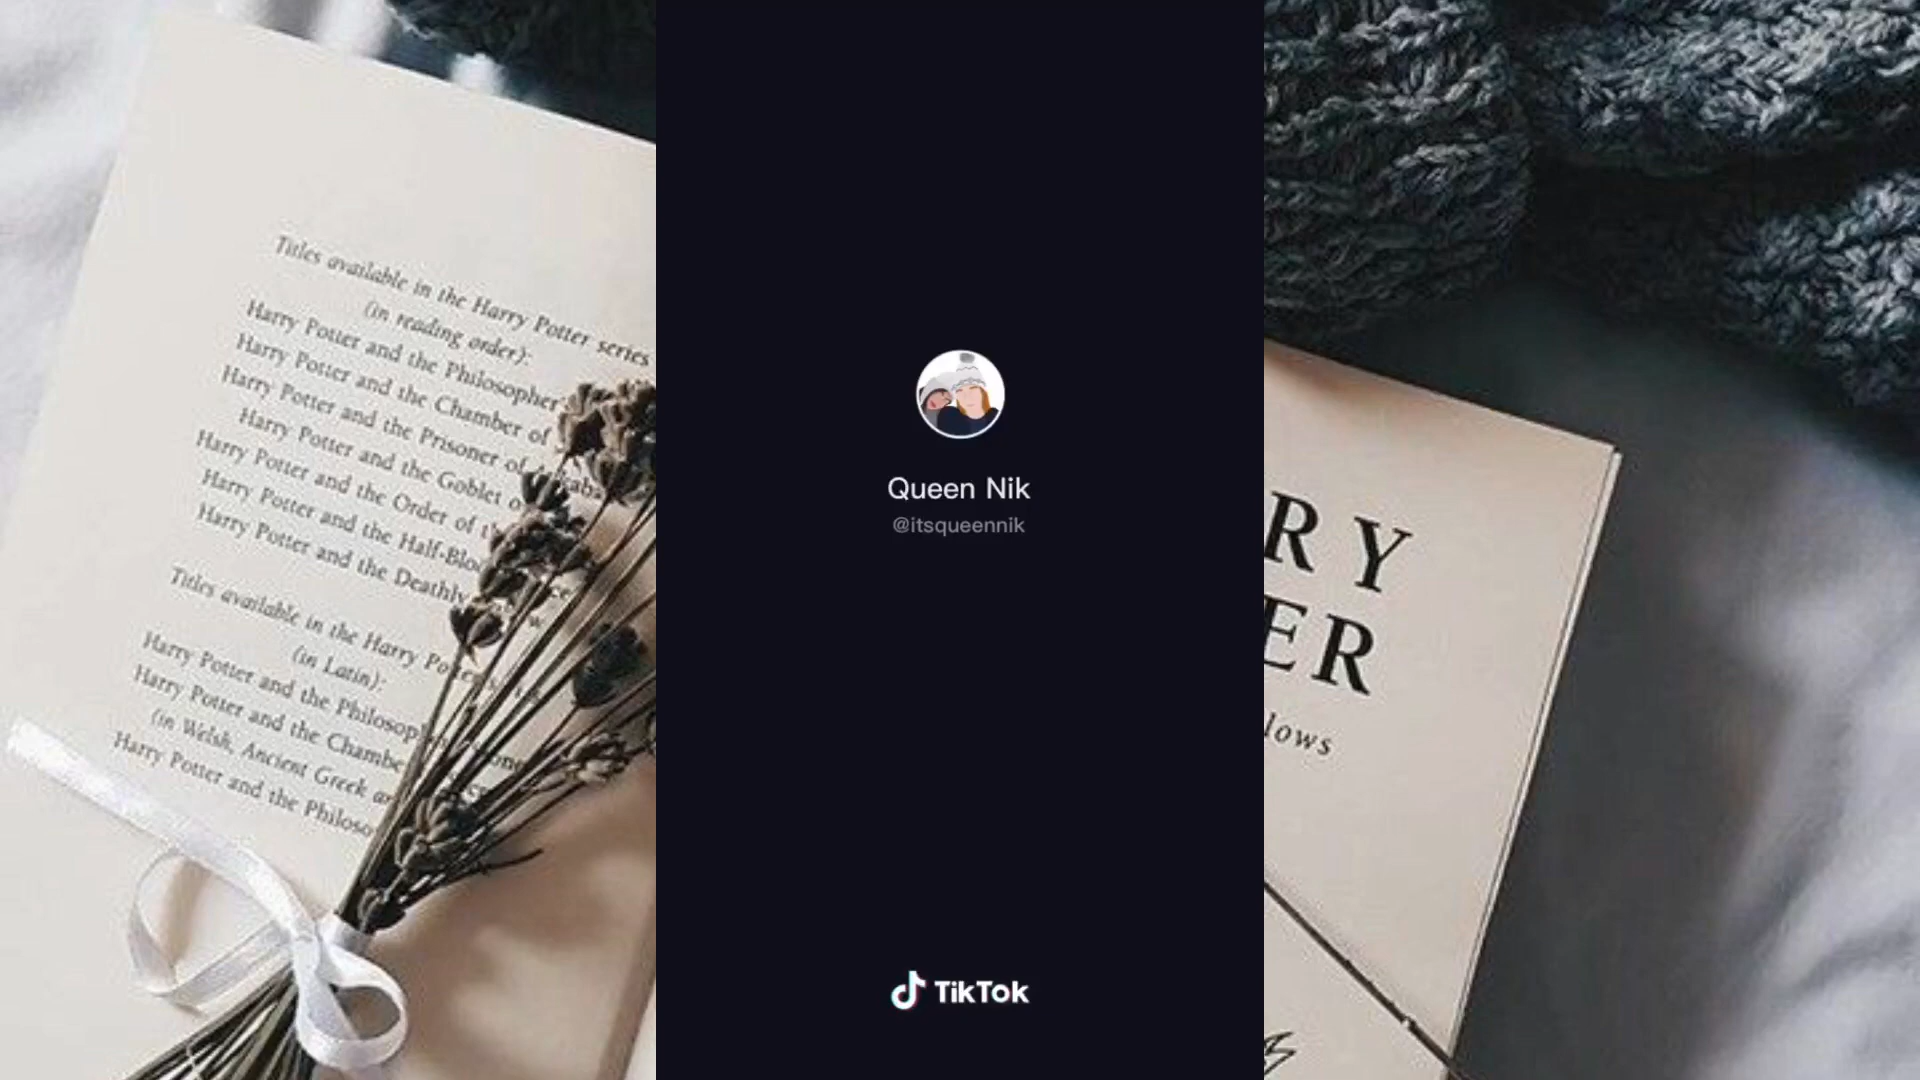 Titles available in the Harry Potter series
(in reading order):
Harry Potter and the Philosopher
Harry Potter and the Chamber of
Harry Potter and the Prisoner of
Harry Potter and the Goblet
Harry Potter and the Order of
Harry Potter and the Half-Bloo
Harry Potter and the Deathly
Titles available in the Harry
(in Latin):
Harry Potter and the Philosop
Harry Potter and the Chambe
(in Welsh, Ancient Greek
Harry Potter and the Philoso
Queen Nik
@itsqueennik
TikTok
RY
ER
lows